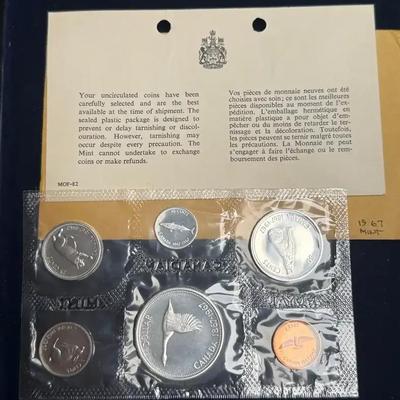 Your uncirculated coins have been
carefully selected and are the best
available at the time of shipment. The
sealed plastic package is designed to
prevent or delay tarnishing or discol-
ouration. However, tarnishing may
occur despite every precaution. The
Mint cannot undertake to exchange
coins or make refunds.
Vos pièces de monnaie neuves ont été
choisies avec soin; ce sont les meilleures
pièces disponibles au moment de l'ex-
pédition. L'emballage hermétique en
matière plastique a pour objet d'em-
pêcher ou du moins de retarder le ter-
nissage et la décoloration. Toutefois,
les pièces peuvent se ternir malgré toutes
les précautions. La Monnaie ne peut
s'engager à faire l'échange ou le rem-
boursement des pièces.
MOF-82
1967
MINT
CANADIAN
MINT
ROYAL
DOLLAR
CANADA
1867-1967